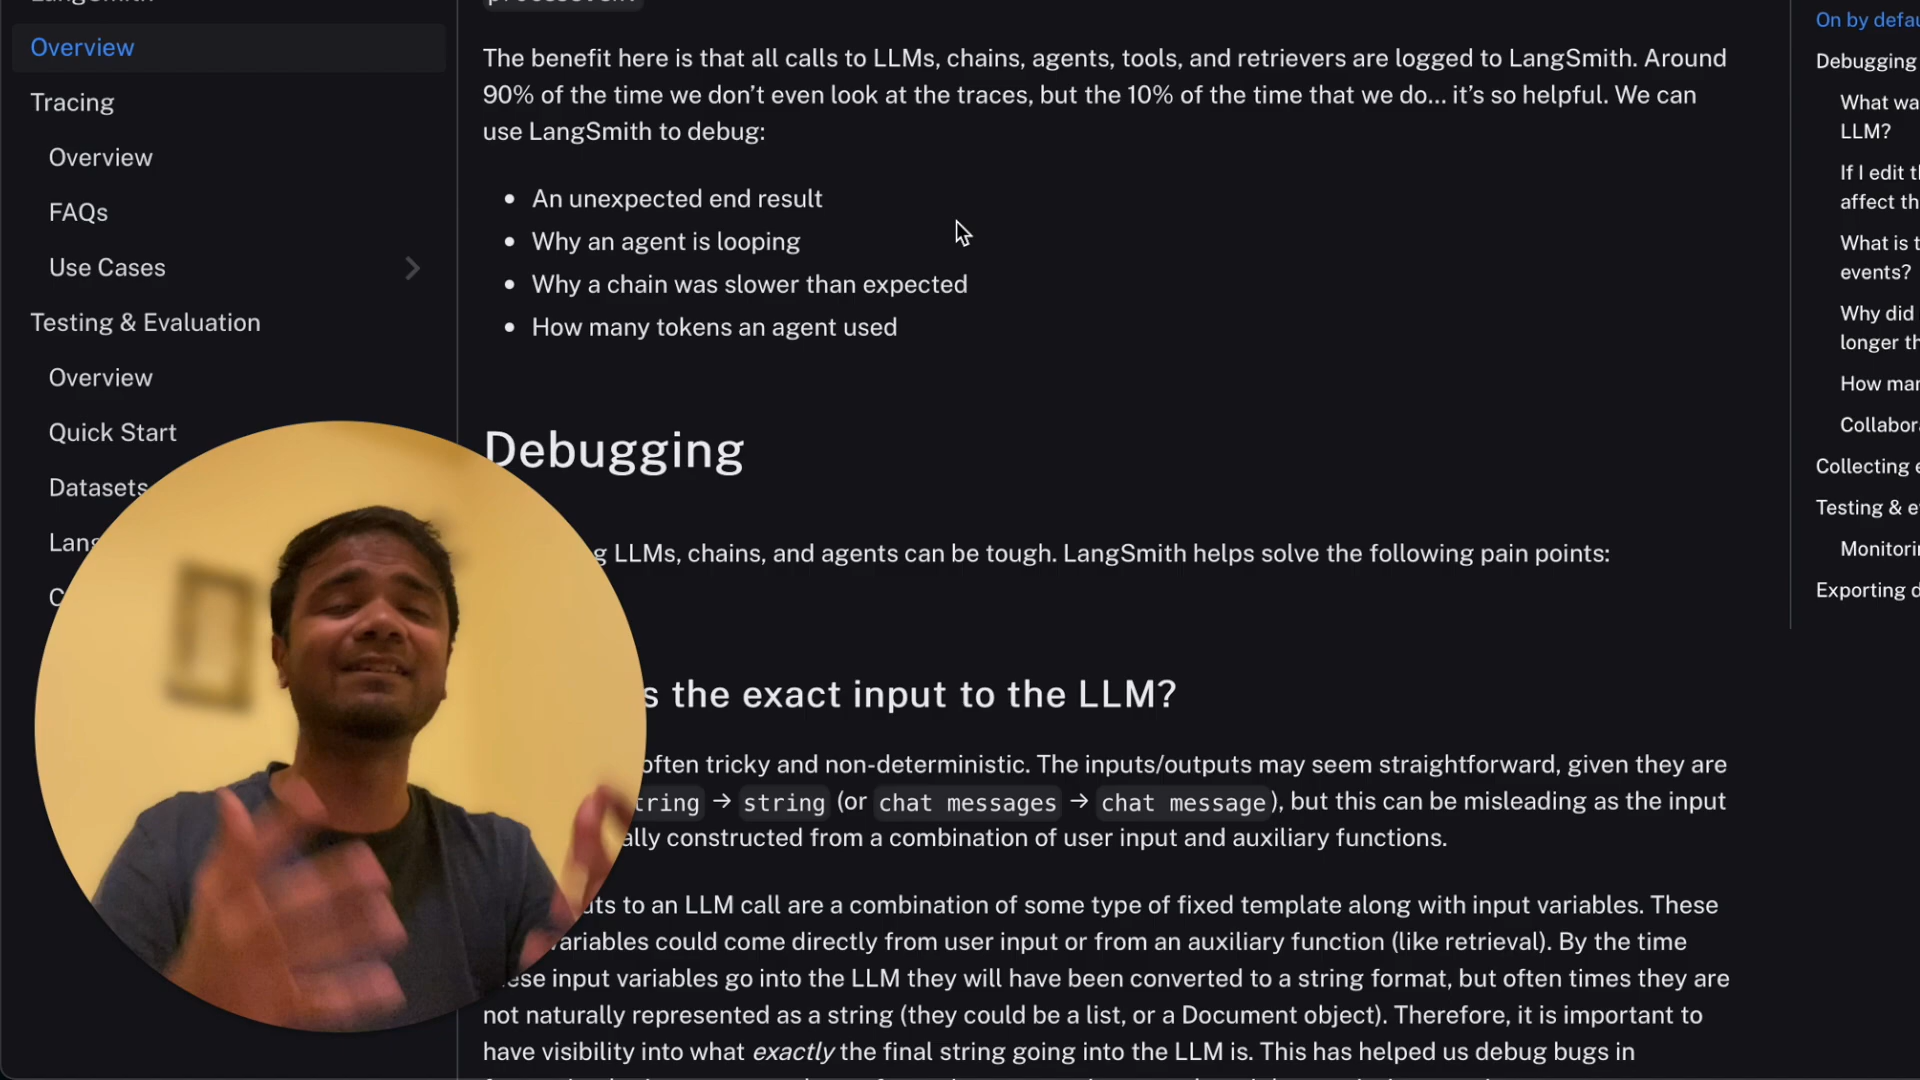 Overview
Tracing
Overview
FAQs
Use Cases
Testing & Evaluation
Overview
Quick Start
Datasets
The benefit here is that all calls to LLMs, chains, agents, tools, and retrievers are logged to LangSmith. Around
90% of the time we don’t even look at the traces, but the 10% of the time that we do… it’s so helpful. We can
use LangSmith to debug:
• An unexpected end result
• Why an agent is looping
• Why a chain was slower than expected
• How many tokens an agent used
Debugging
LLMs, chains, and agents can be tough. LangSmith helps solve the following pain points:
the exact input to the LLM?
often tricky and non-deterministic. The inputs/outputs may seem straightforward, given they are
→ string (or chat messages → chat message), but this can be misleading as the input
constructed from a combination of user input and auxiliary functions.
to an LLM call are a combination of some type of fixed template along with input variables. These
variables could come directly from user input or from an auxiliary function (like retrieval). By the time
these input variables go into the LLM they will have been converted to a string format, but often times they are
not naturally represented as a string (they could be a list, or a Document object). Therefore, it is important to
have visibility into what exactly the final string going into the LLM is. This has helped us debug bugs in
On by
Debugging
What
LLM?
If I edit
affect
What is
events?
Why did
longer
How
Collecting
Testing &
Exporting